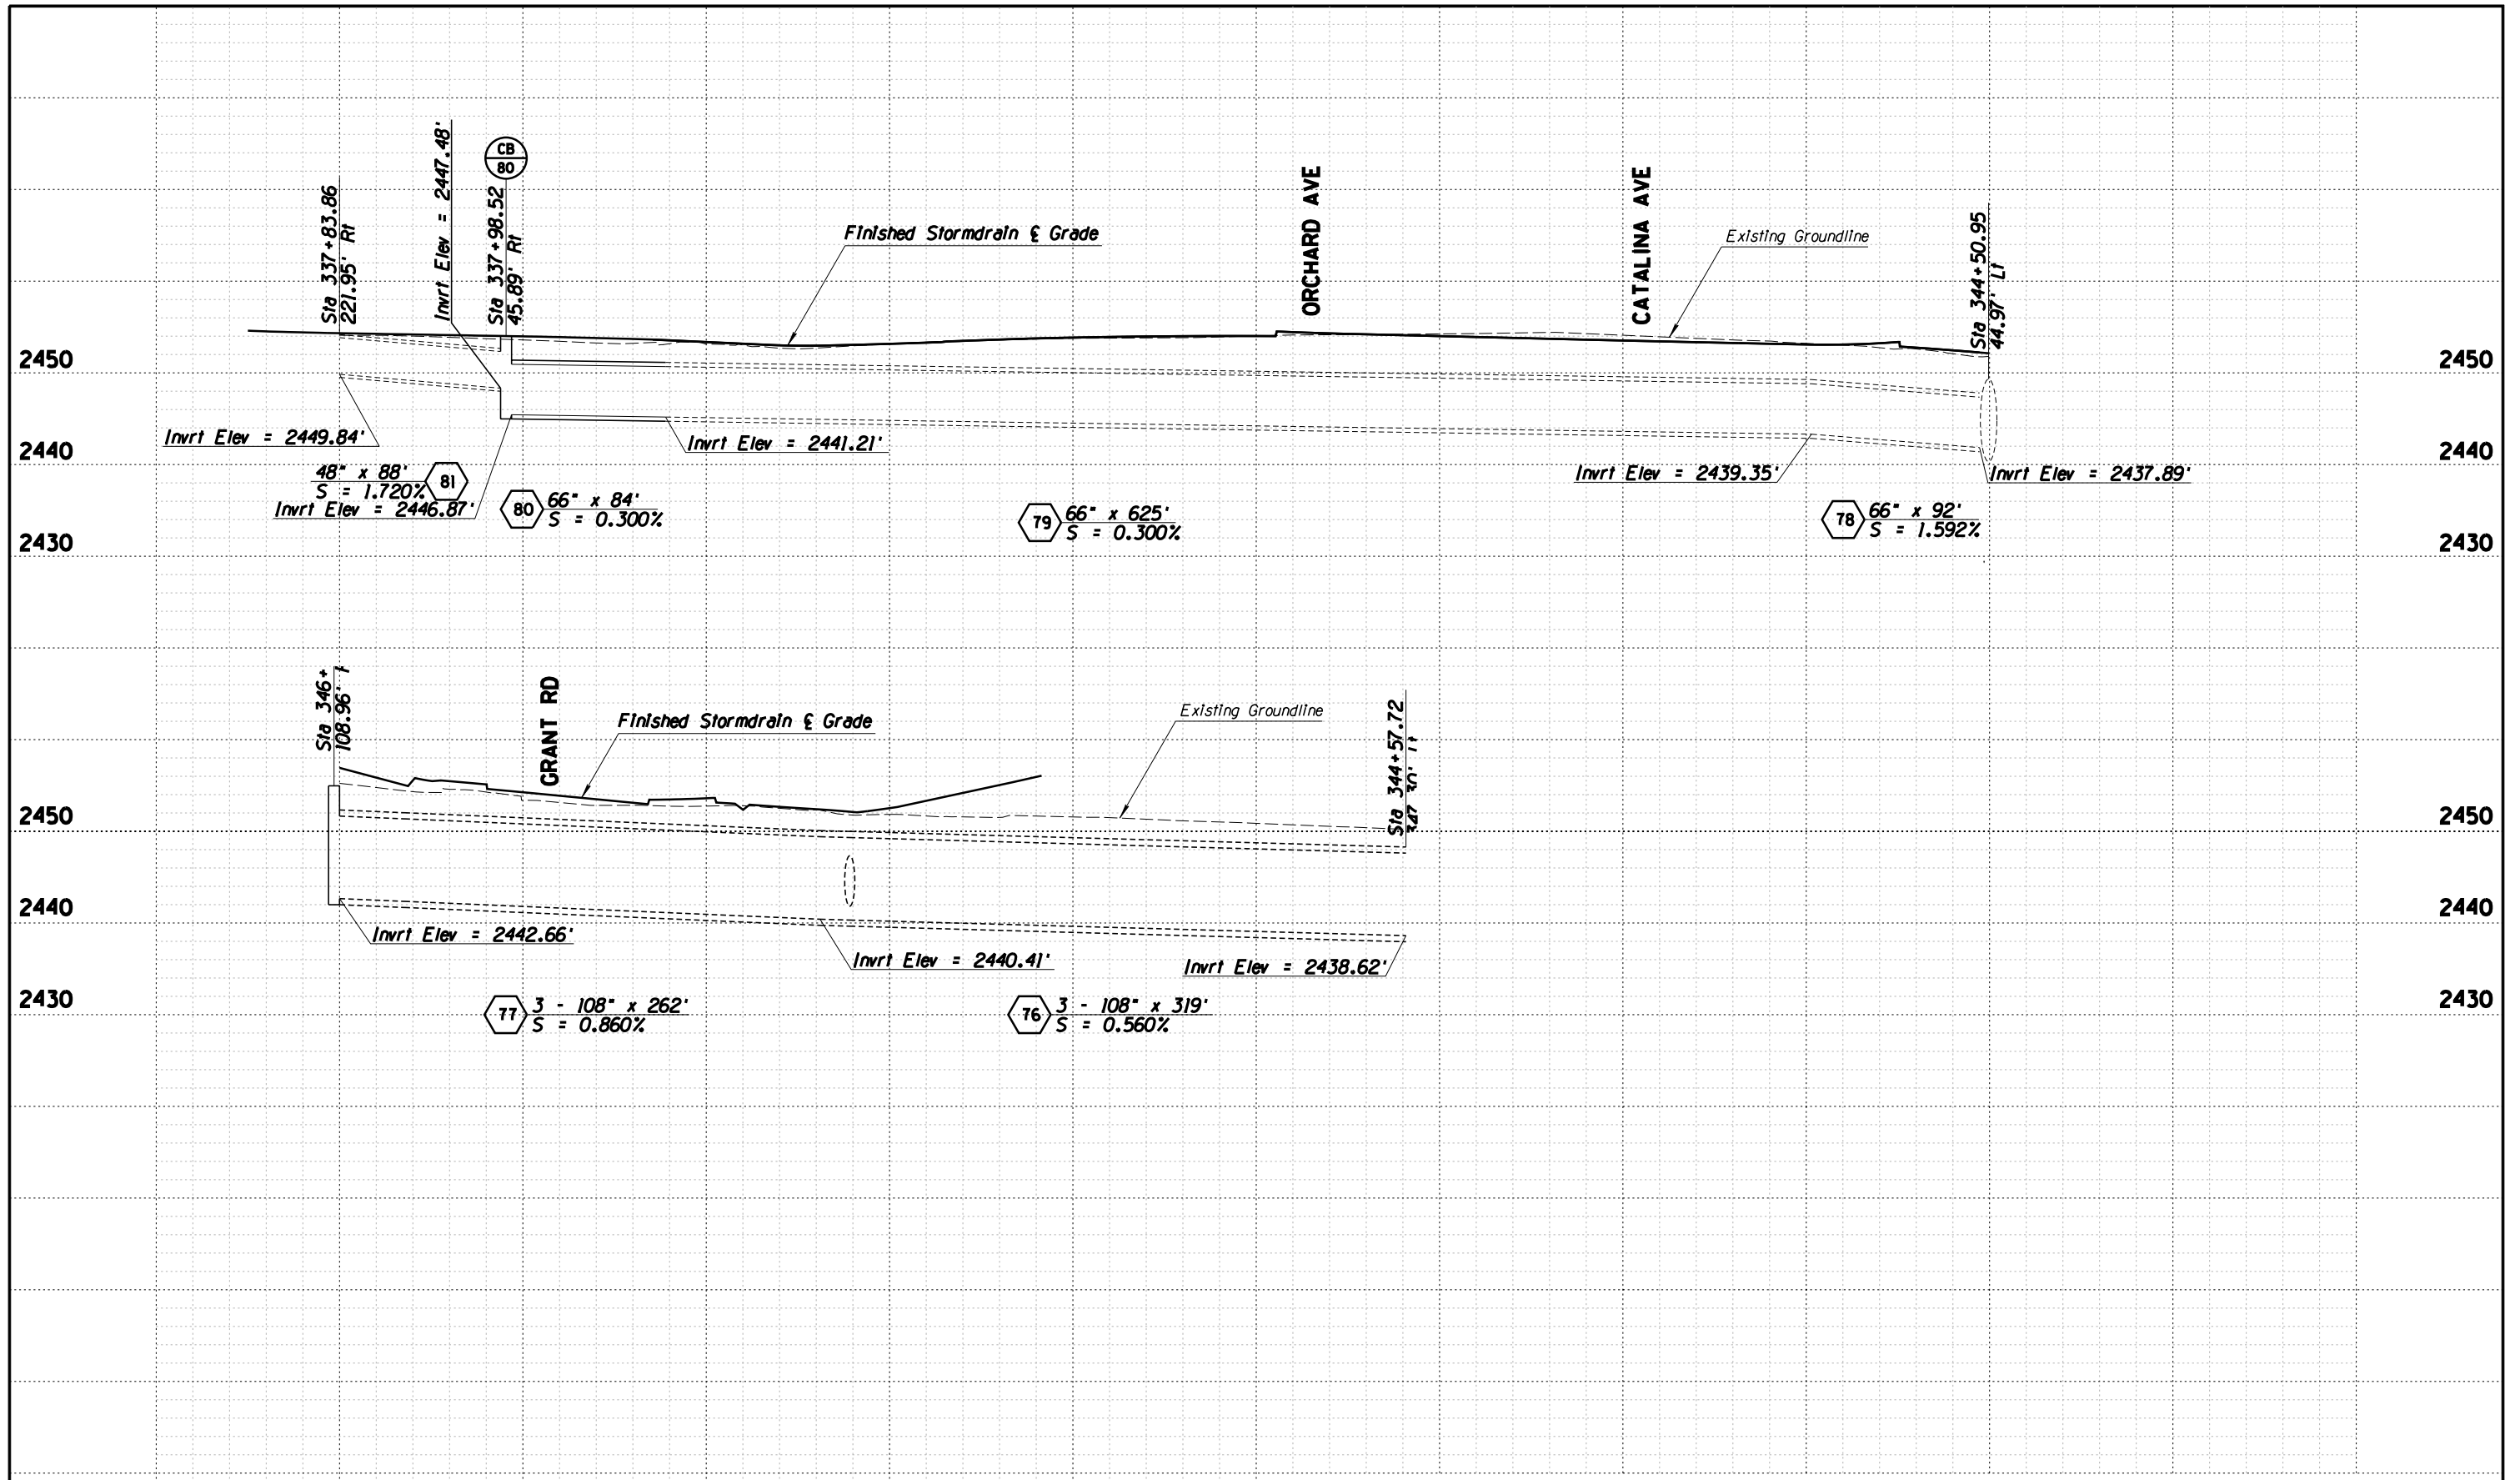 Sta 337+83.86
221.95' Rt
Invrt Elev = 2447.48'
CB
80
Sta 337+98.52
45.89' Rt
Finished Stormdrain ℄ Grade
ORCHARD AVE
CATALINA AVE
Existing Groundline
Sta 344+50.95
44.97' Lt
2450
2450
Invrt Elev = 2449.84'
Invrt Elev = 2441.21'
2440
2440
48" x 88'
S = 1.720%
81
Invrt Elev = 2446.87'
80
66" x 84'
S = 0.300%
79
66" x 625'
S = 0.300%
Invrt Elev = 2439.35'
Invrt Elev = 2437.89'
78
66" x 92'
S = 1.592%
2430
2430
Sta 346+
108.96'
GRANT RD
Finished Stormdrain ℄ Grade
Existing Groundline
Sta 344+57.72
2450
2450
2440
2440
Invrt Elev = 2442.66'
Invrt Elev = 2440.41'
Invrt Elev = 2438.62'
2430
2430
77
3 - 108" x 262'
S = 0.860%
76
3 - 108" x 319'
S = 0.560%